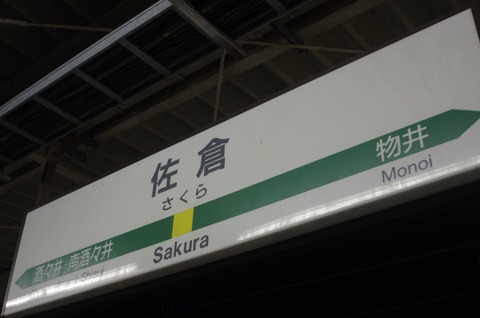 佐倉
さくら
Sakura
物井
Monoi
酒々井・南酒々井